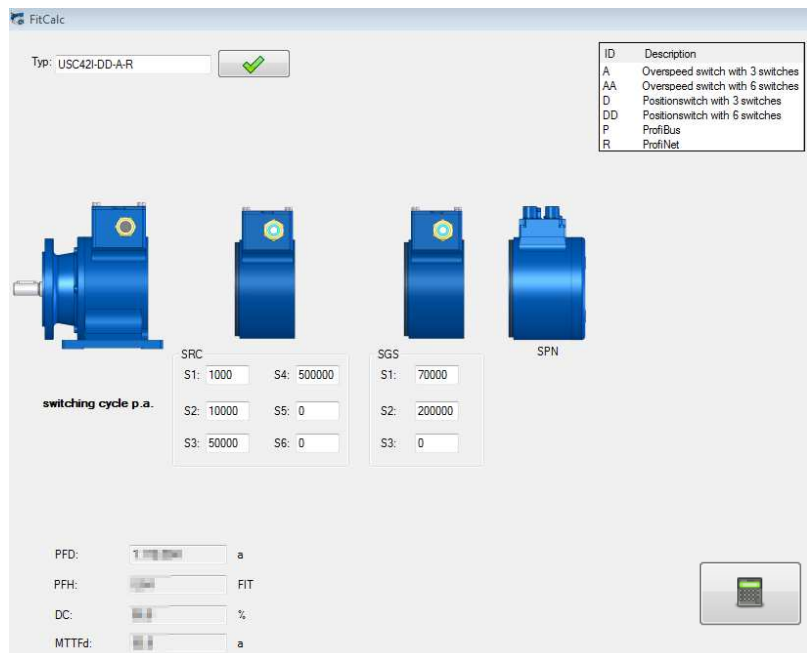 FitCalc
Typ: USC42I-DD-A-R
ID Description
A Overspeed switch with 3 switches
AA Overspeed switch with 6 switches
D Positionswitch with 3 switches
DD Positionswitch with 6 switches
P ProfiBus
R ProfiNet
SRC
S1: 1000 S4: 500000
S2: 10000 S5: 0
S3: 50000 S6: 0
SGS
S1: 70000
S2: 200000
S3: 0
SPN
switching cycle p.a.
PFD: a
PFH: FIT
DC: %
MTTFd: a